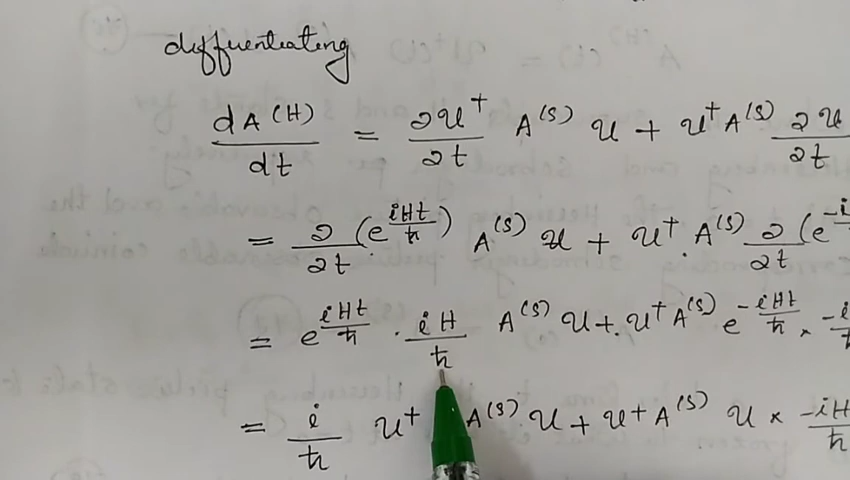 differentiating
dA(H)/dt = ∂U†/∂t A(S) U + U† A(S) ∂U/∂t
= ∂/∂t (e^{iHt/ħ}) A(S) U + U† A(S) ∂/∂t (e^{-i
= e^{iHt/ħ} · iH/ħ A(S) U + U† A(S) e^{-iHt/ħ} × -i/ħ
= i/ħ U† A(S) U + U† A(S) U × -iH/ħ